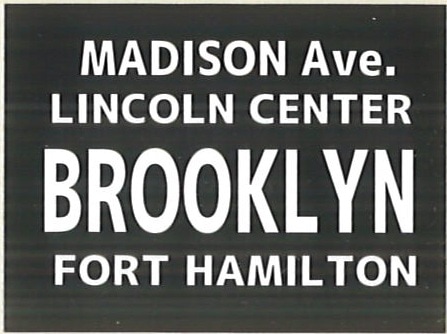 MADISON Ave.
LINCOLN CENTER
BROOKLYN
FORT HAMILTON